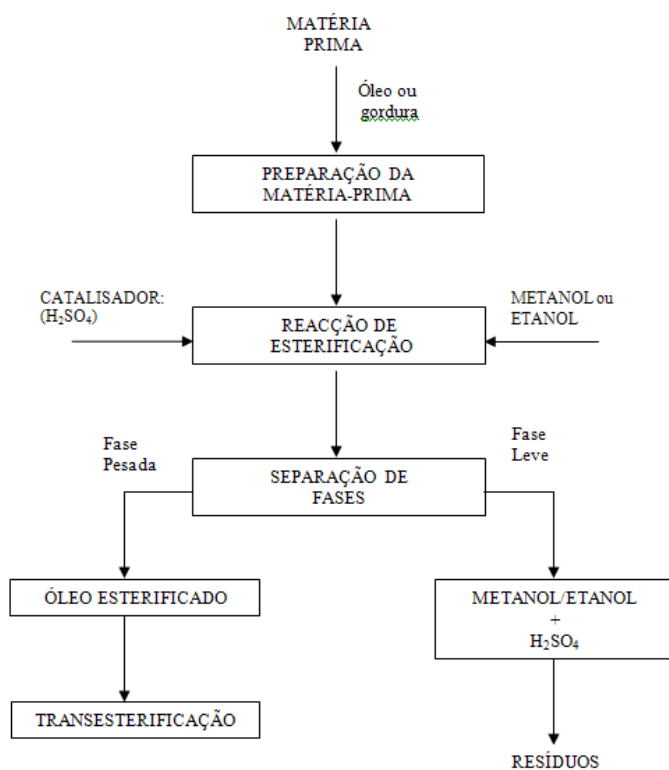 MATÉRIA
PRIMA
Óleo ou
gordura
PREPARAÇÃO DA
MATÉRIA-PRIMA
CATALISADOR:
(H₂SO₄)
METANOL ou
ETANOL
REACÇÃO DE
ESTERIFICAÇÃO
Fase
Pesada
Fase
Leve
SEPARAÇÃO DE
FASES
ÓLEO ESTERIFICADO
METANOL/ETANOL
+
H₂SO₄
TRANSESTERIFICAÇÃO
RESÍDUOS